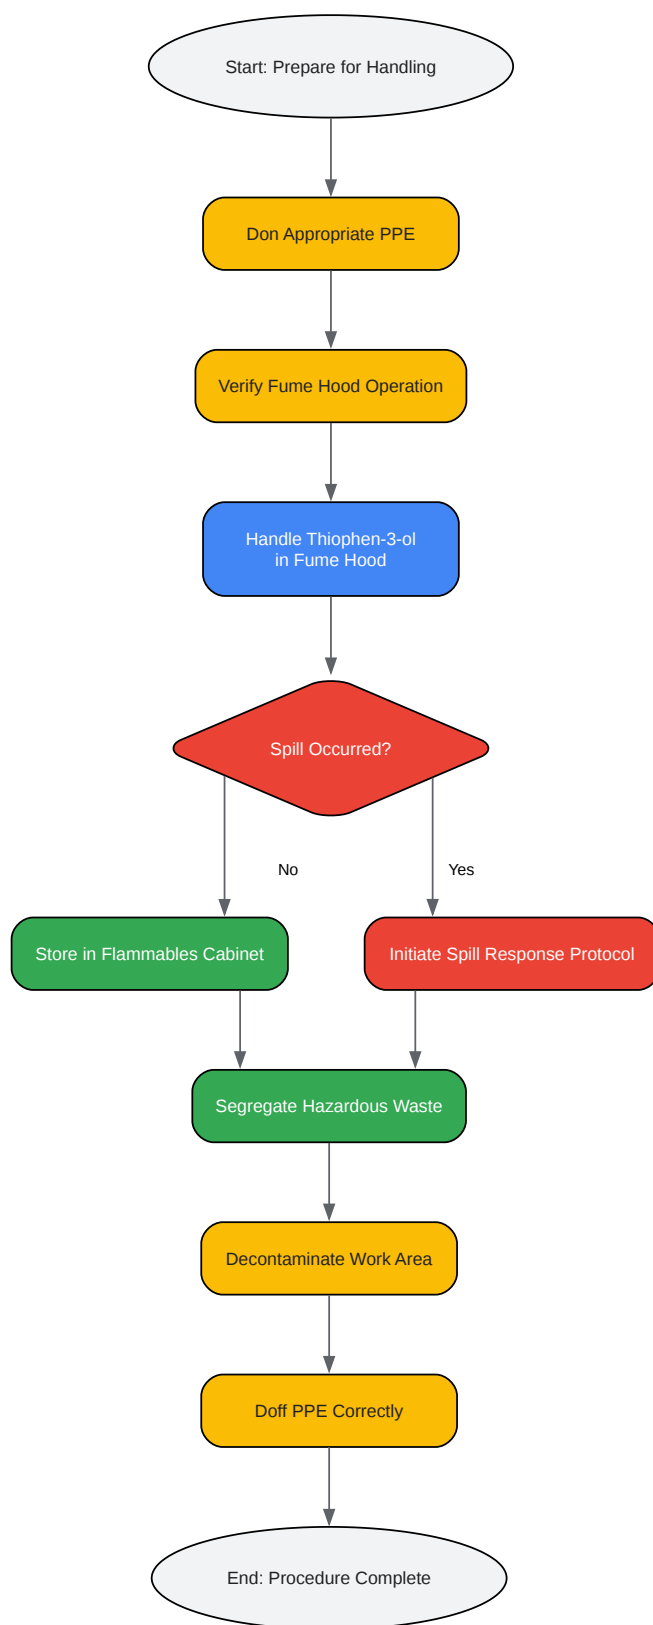 Start: Prepare for Handling
Don Appropriate PPE
Verify Fume Hood Operation
Handle Thiophen-3-ol
in Fume Hood
Spill Occurred?
No
Yes
Store in Flammables Cabinet
Initiate Spill Response Protocol
Segregate Hazardous Waste
Decontaminate Work Area
Doff PPE Correctly
End: Procedure Complete